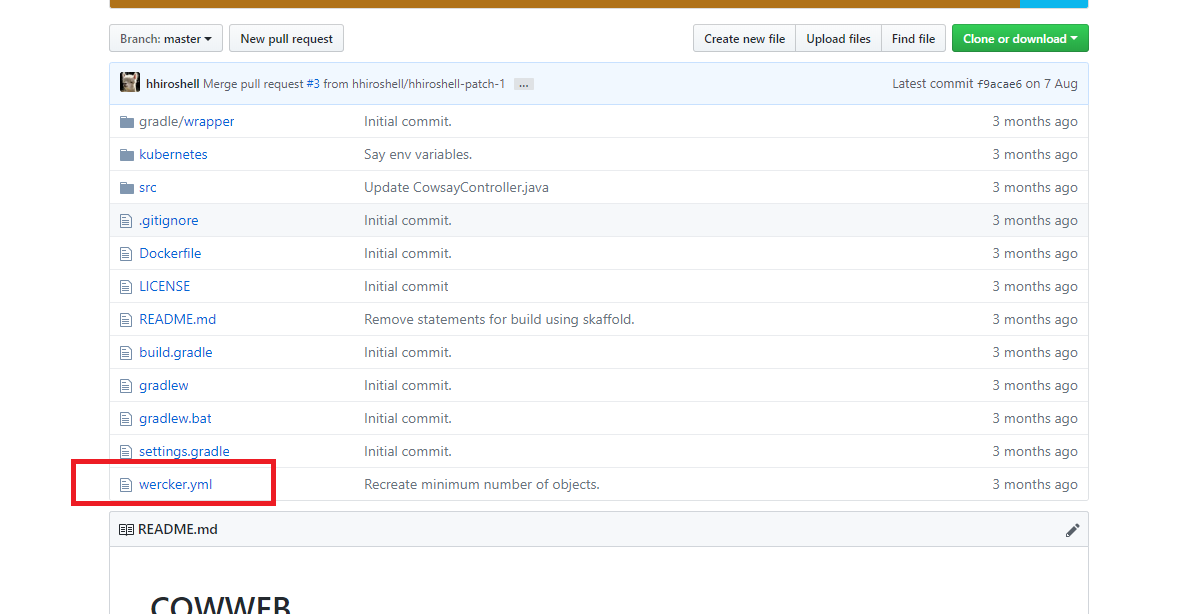 Branch: master New pull request Create new file Upload files Find file Clone or download
hhiroshell Merge pull request #3 from hhiroshell/hhiroshell-patch-1 ... Latest commit f9acae6 on 7 Aug
gradle/wrapper Initial commit. 3 months ago
kubernetes Say env variables. 3 months ago
src Update CowsayController.java 3 months ago
.gitignore Initial commit. 3 months ago
Dockerfile Initial commit. 3 months ago
LICENSE Initial commit 3 months ago
README.md Remove statements for build using skaffold. 3 months ago
build.gradle Initial commit. 3 months ago
gradlew Initial commit. 3 months ago
gradlew.bat Initial commit. 3 months ago
settings.gradle Initial commit. 3 months ago
wercker.yml Recreate minimum number of objects. 3 months ago
README.md
COWWEB